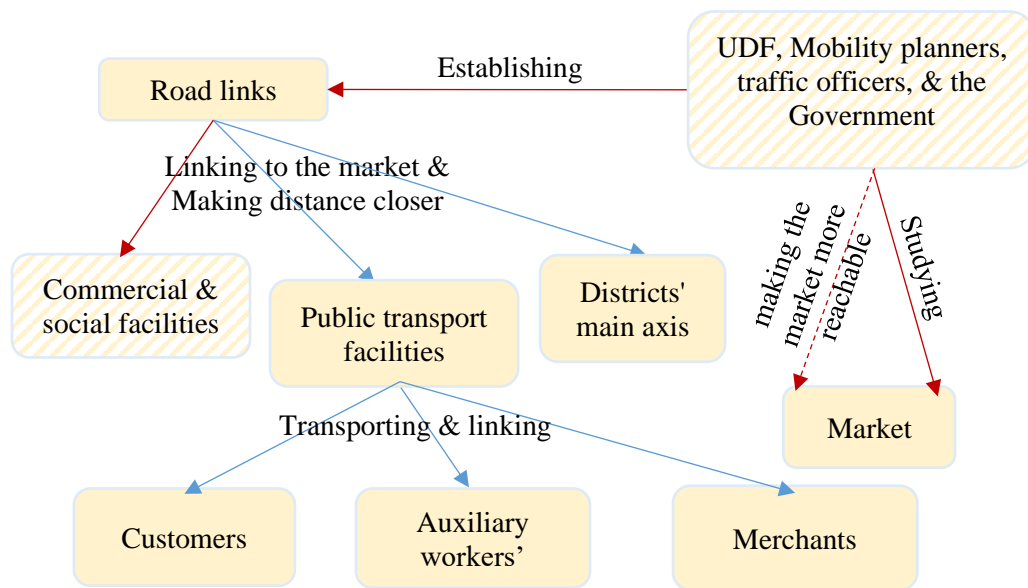 UDF, Mobility planners,
traffic officers, & the
Government
Establishing
Road links
Linking to the market &
Making distance closer
making the
market more
reachable
Studying
Commercial &
social facilities
Public transport
facilities
Districts'
main axis
Market
Transporting & linking
Customers
Auxiliary
workers’
Merchants